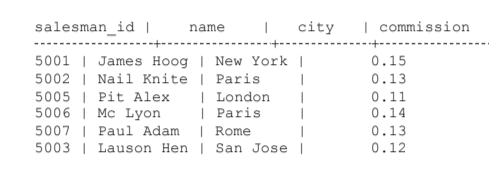 salesman_id | name | city | commission
------------+------------+----------+------------
5001 | James Hoog | New York | 0.15
5002 | Nail Knite | Paris | 0.13
5005 | Pit Alex | London | 0.11
5006 | Mc Lyon | Paris | 0.14
5007 | Paul Adam | Rome | 0.13
5003 | Lauson Hen | San Jose | 0.12